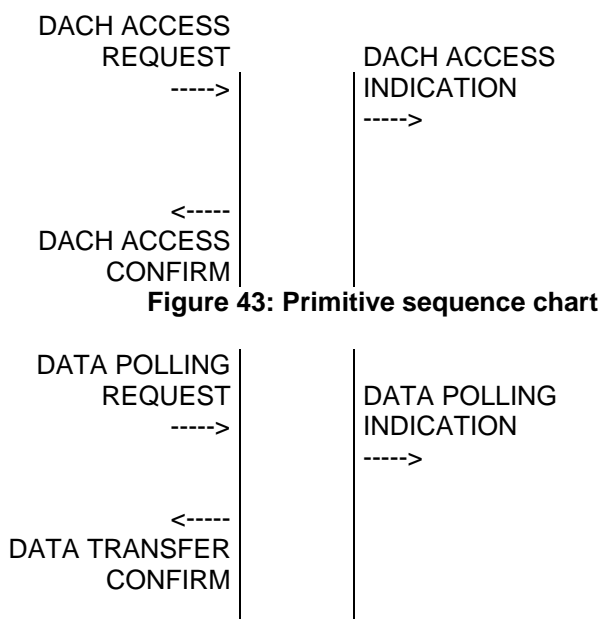 DACH ACCESS
REQUEST
----->
DACH ACCESS
INDICATION
----->
<-----
DACH ACCESS
CONFIRM
Figure 43: Primitive sequence chart
DATA POLLING
REQUEST
----->
DATA POLLING
INDICATION
----->
<-----
DATA TRANSFER
CONFIRM